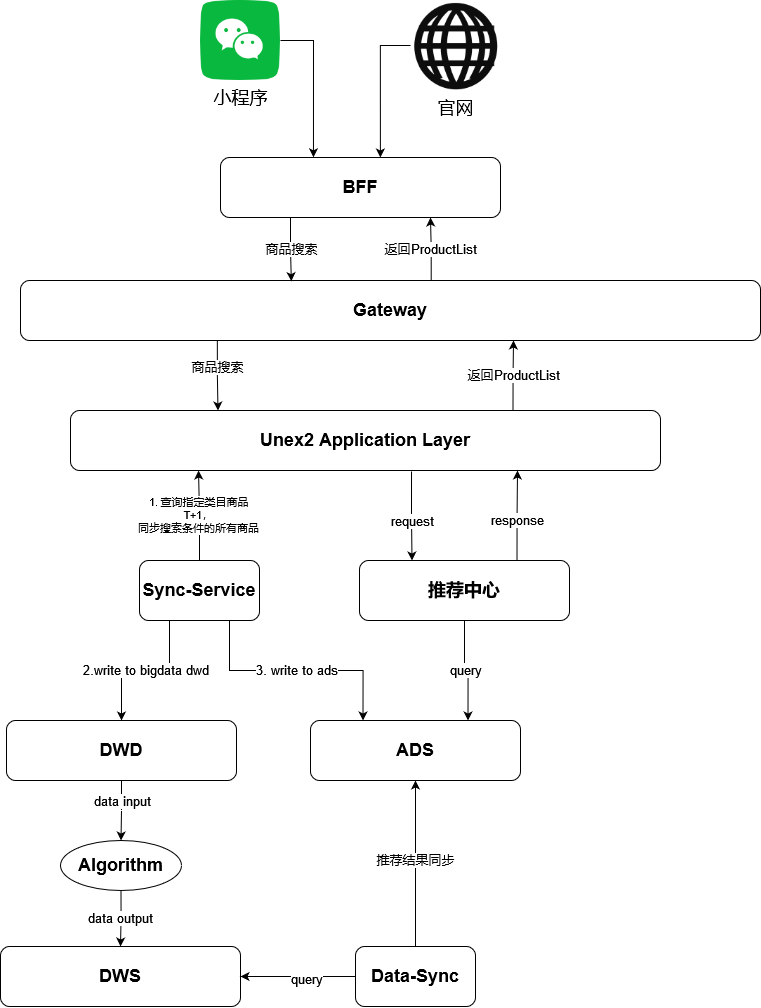 小程序
官网
BFF
商品搜索
返回ProductList
Gateway
商品搜索
返回ProductList
Unex2 Application Layer
1. 查询指定类目商品
T+1,
同步搜索条件的所有商品
request
response
Sync-Service
推荐中心
2.write to bigdata dwd
3. write to ads
query
DWD
ADS
data input
Algorithm
推荐结果同步
data output
DWS
query
Data-Sync